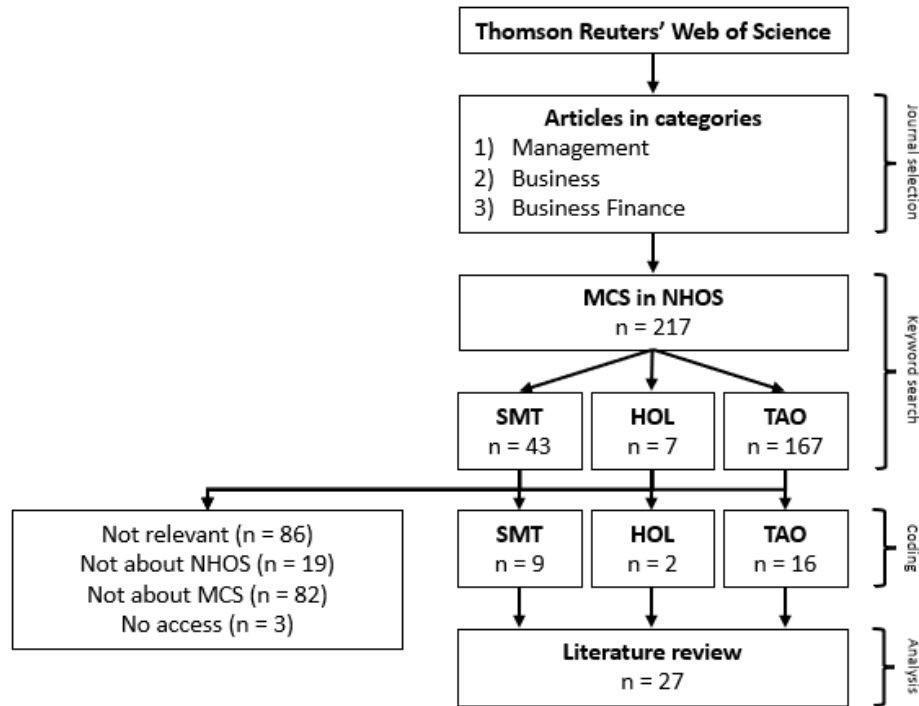 Thomson Reuters’ Web of Science
Articles in categories
1) Management
2) Business
3) Business Finance
Journal selection
MCS in NHOS
n = 217
Keyword search
SMT
n = 43
HOL
n = 7
TAO
n = 167
Not relevant (n = 86)
Not about NHOS (n = 19)
Not about MCS (n = 82)
No access (n = 3)
SMT
n = 9
HOL
n = 2
TAO
n = 16
Coding
Literature review
n = 27
Analysis